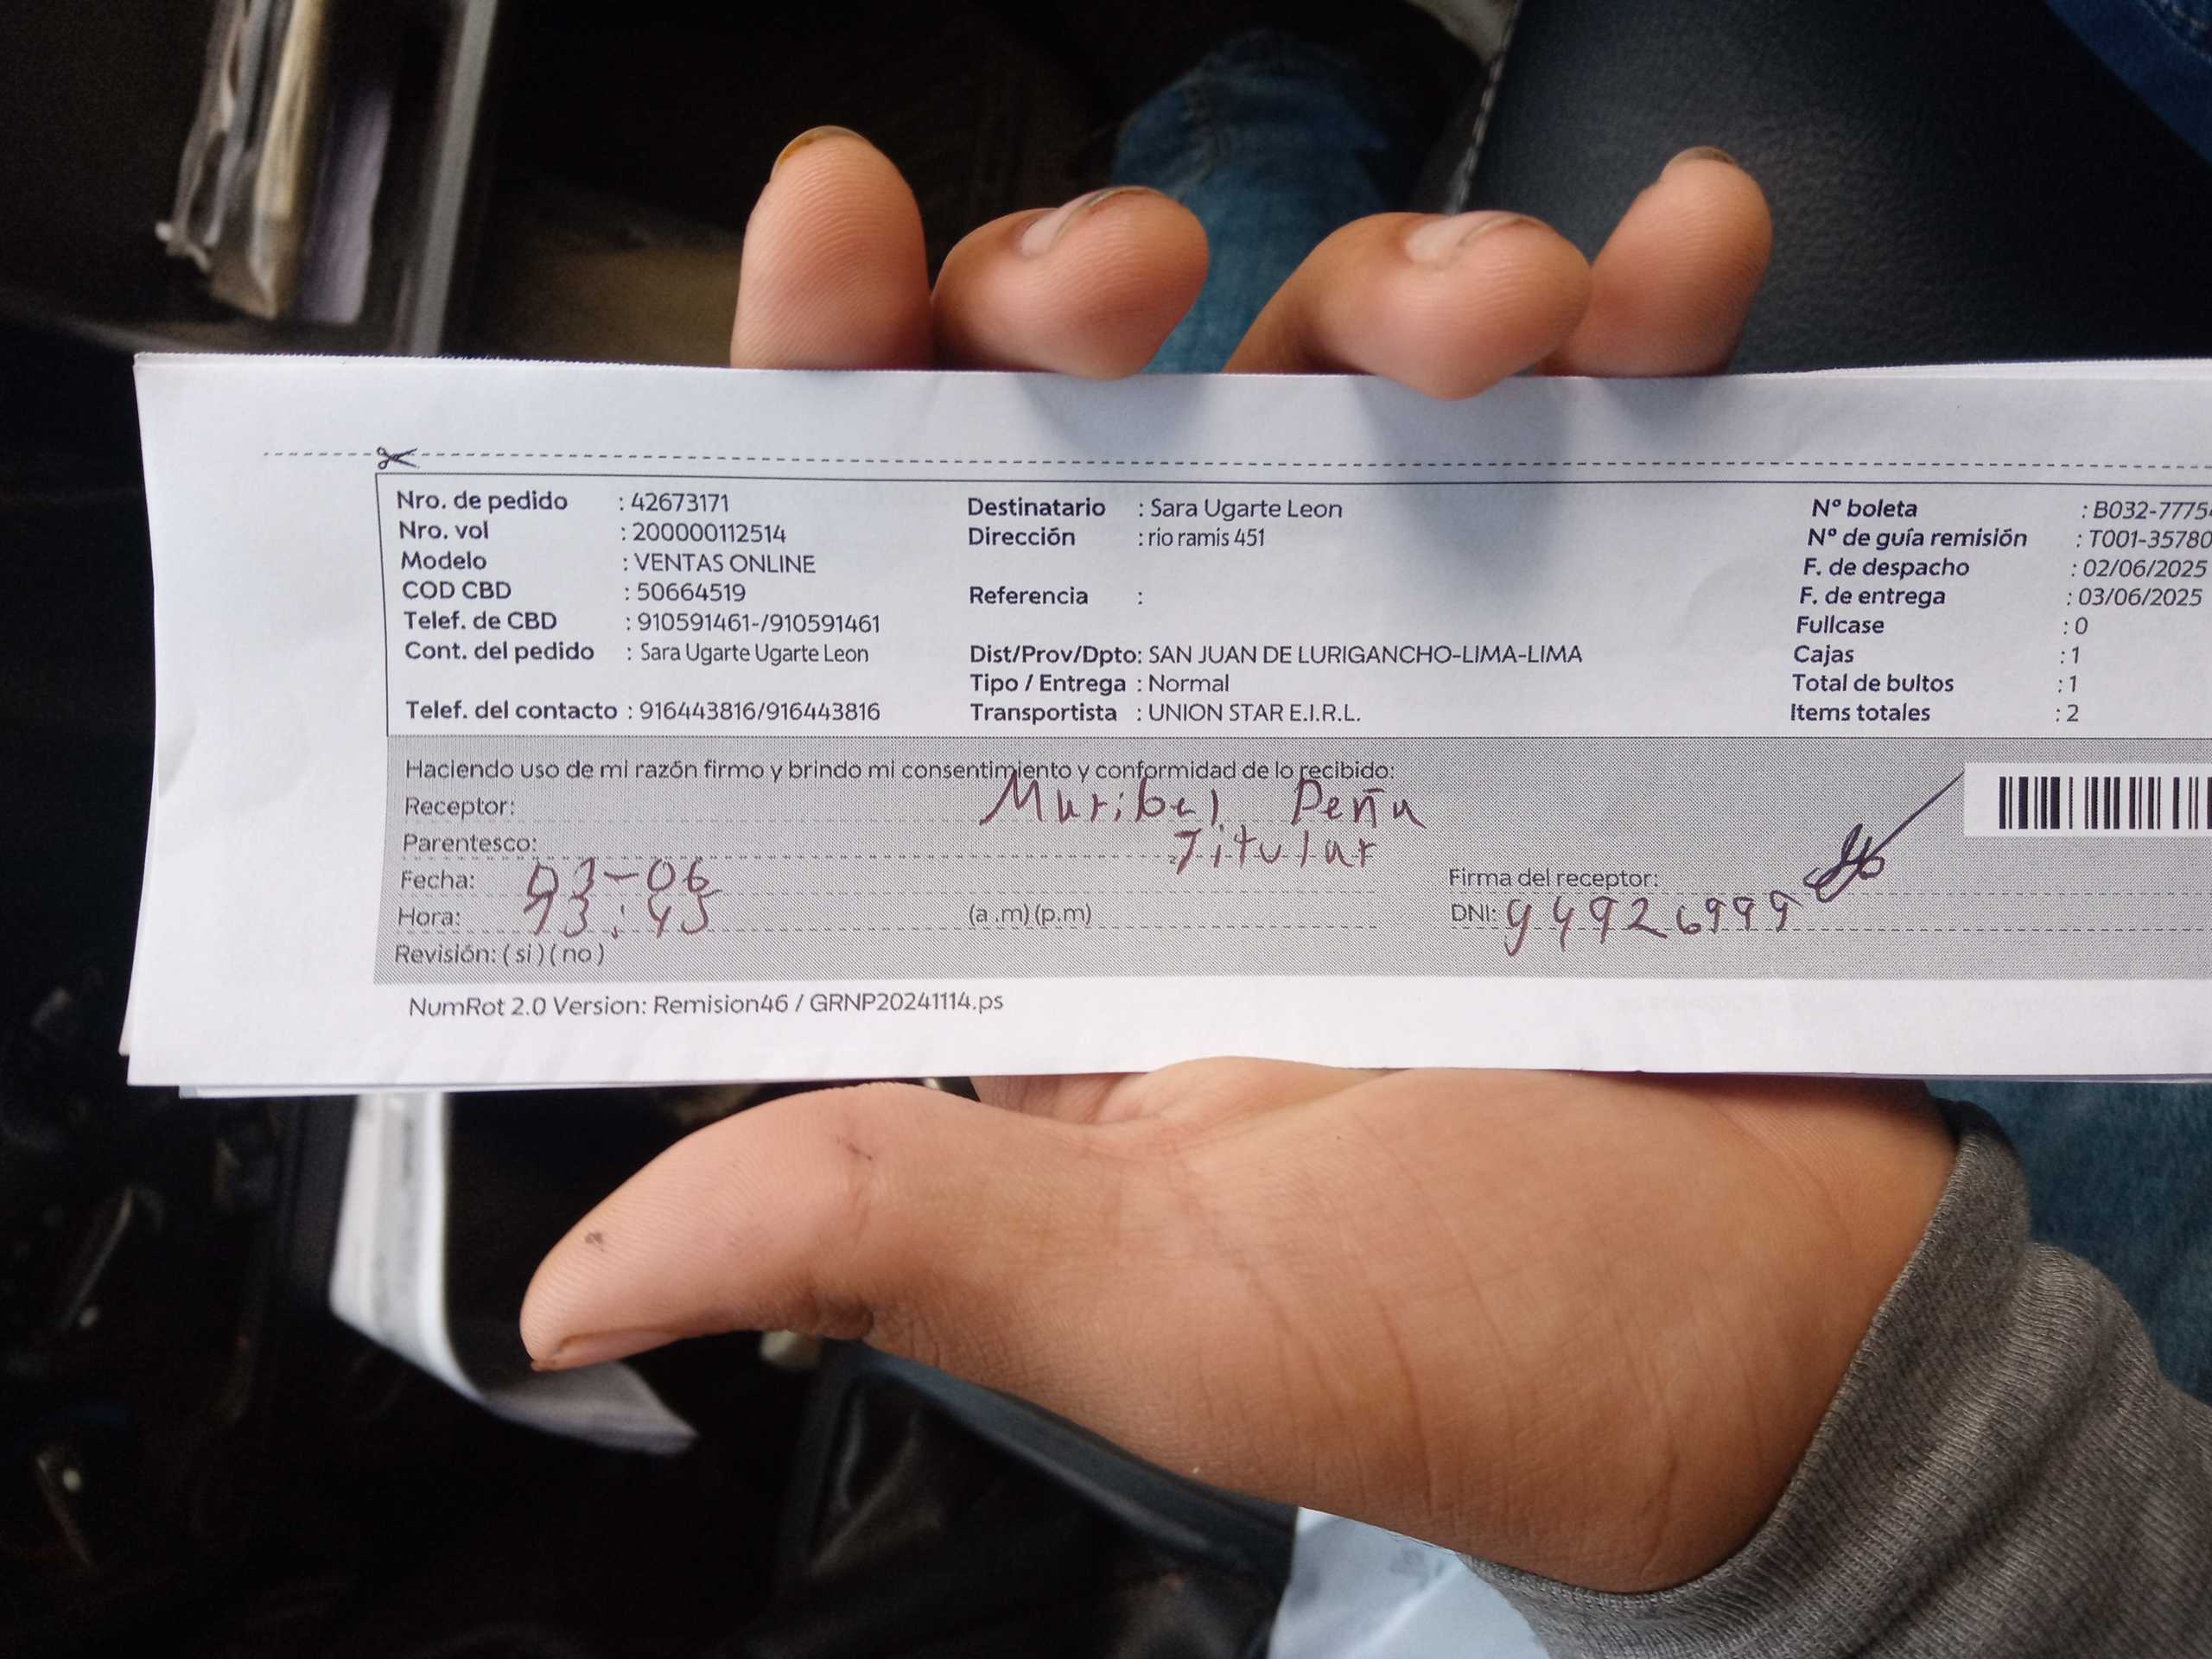 Nro. de pedido : 42673171
Nro. vol : 200000112514
Modelo : VENTAS ONLINE
COD CBD : 50664519
Telef. de CBD : 910591461-/910591461
Cont. del pedido : Sara Ugarte Ugarte Leon
Telef. del contacto : 916443816/916443816
Destinatario : Sara Ugarte Leon
Dirección : rio ramis 451
Referencia :
Dist/Prov/Dpto: SAN JUAN DE LURIGANCHO-LIMA-LIMA
Tipo / Entrega : Normal
Transportista : UNION STAR E.I.R.L.
Nº boleta : B032-7775
Nº de guía remisión : T001-35780
F. de despacho : 02/06/2025
F. de entrega : 03/06/2025
Fullcase : 0
Cajas : 1
Total de bultos : 1
Items totales : 2
Haciendo uso de mi razón firmo y brindo mi consentimiento y conformidad de lo recibido:
Receptor: Maribel Peña
Parentesco: Titular
Fecha: 03-06
Firma del receptor:
Hora: 13:45 (a .m) (p.m)
DNI: 94926999
Revisión: ( si ) ( no )
NumRot 2.0 Version: Remision46 / GRNP20241114.ps